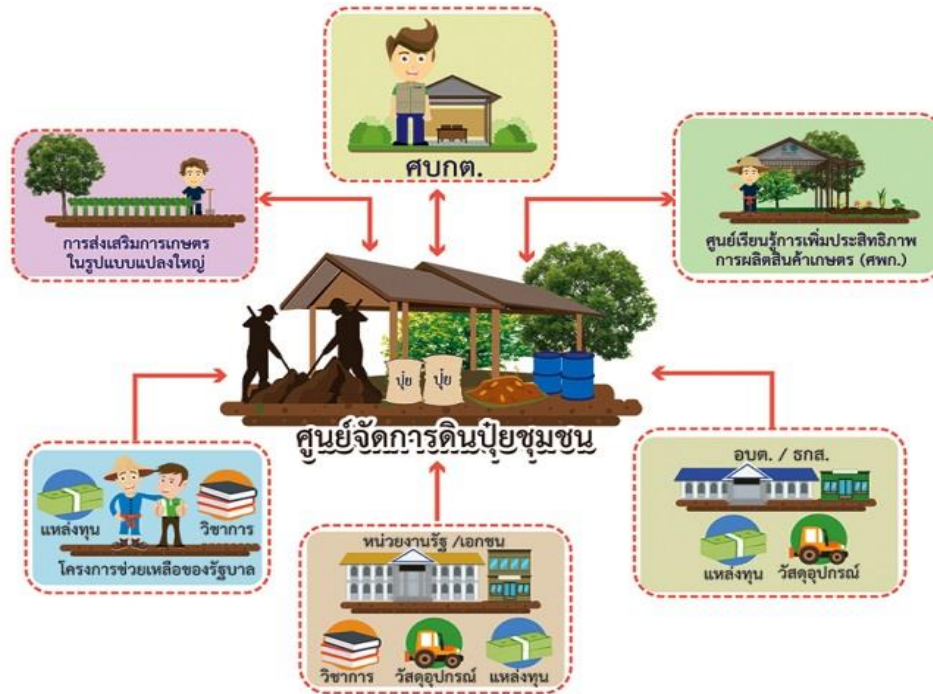 ศบกต.
การส่งเสริมการเกษตร
ในรูปแบบแปลงใหญ่
ศูนย์เรียนรู้การเพิ่มประสิทธิภาพ
การผลิตสินค้าเกษตร (ศพก.)
ปุ๋ย
ปุ๋ย
ศูนย์จัดการดินปุ๋ยชุมชน
แหล่งทุน
วิชาการ
โครงการช่วยเหลือของรัฐบาล
หน่วยงานรัฐ /เอกชน
วิชาการ
วัสดุอุปกรณ์
แหล่งทุน
อบต. / ธกส.
แหล่งทุน
วัสดุอุปกรณ์